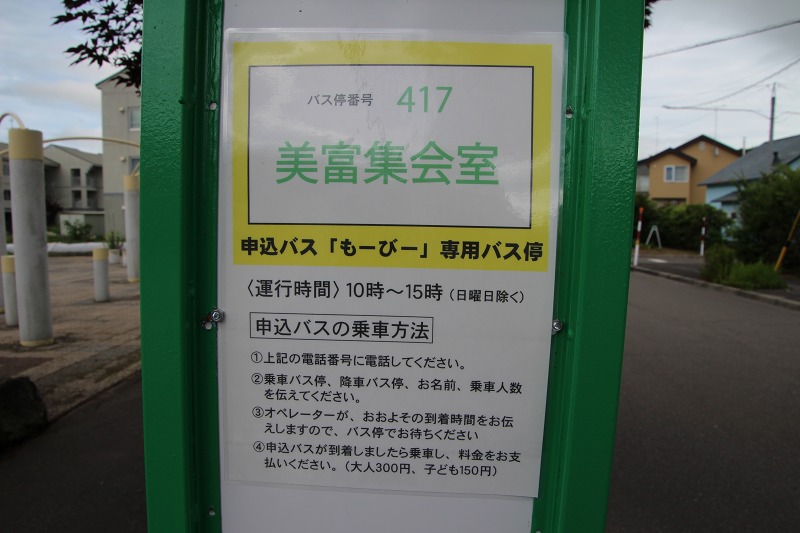 バス停番号 417
美富集会室
申込バス「もーびー」専用バス停
〈運行時間〉10時～15時（日曜日除く）
申込バスの乗車方法
①上記の電話番号に電話してください。
②乗車バス停、降車バス停、お名前、乗車人数
を伝えてください。
③オペレーターが、おおよその到着時間をお伝
えしますので、バス停でお待ちください
④申込バスが到着しましたら乗車し、料金をお支
払いください。（大人300円、子ども150円）